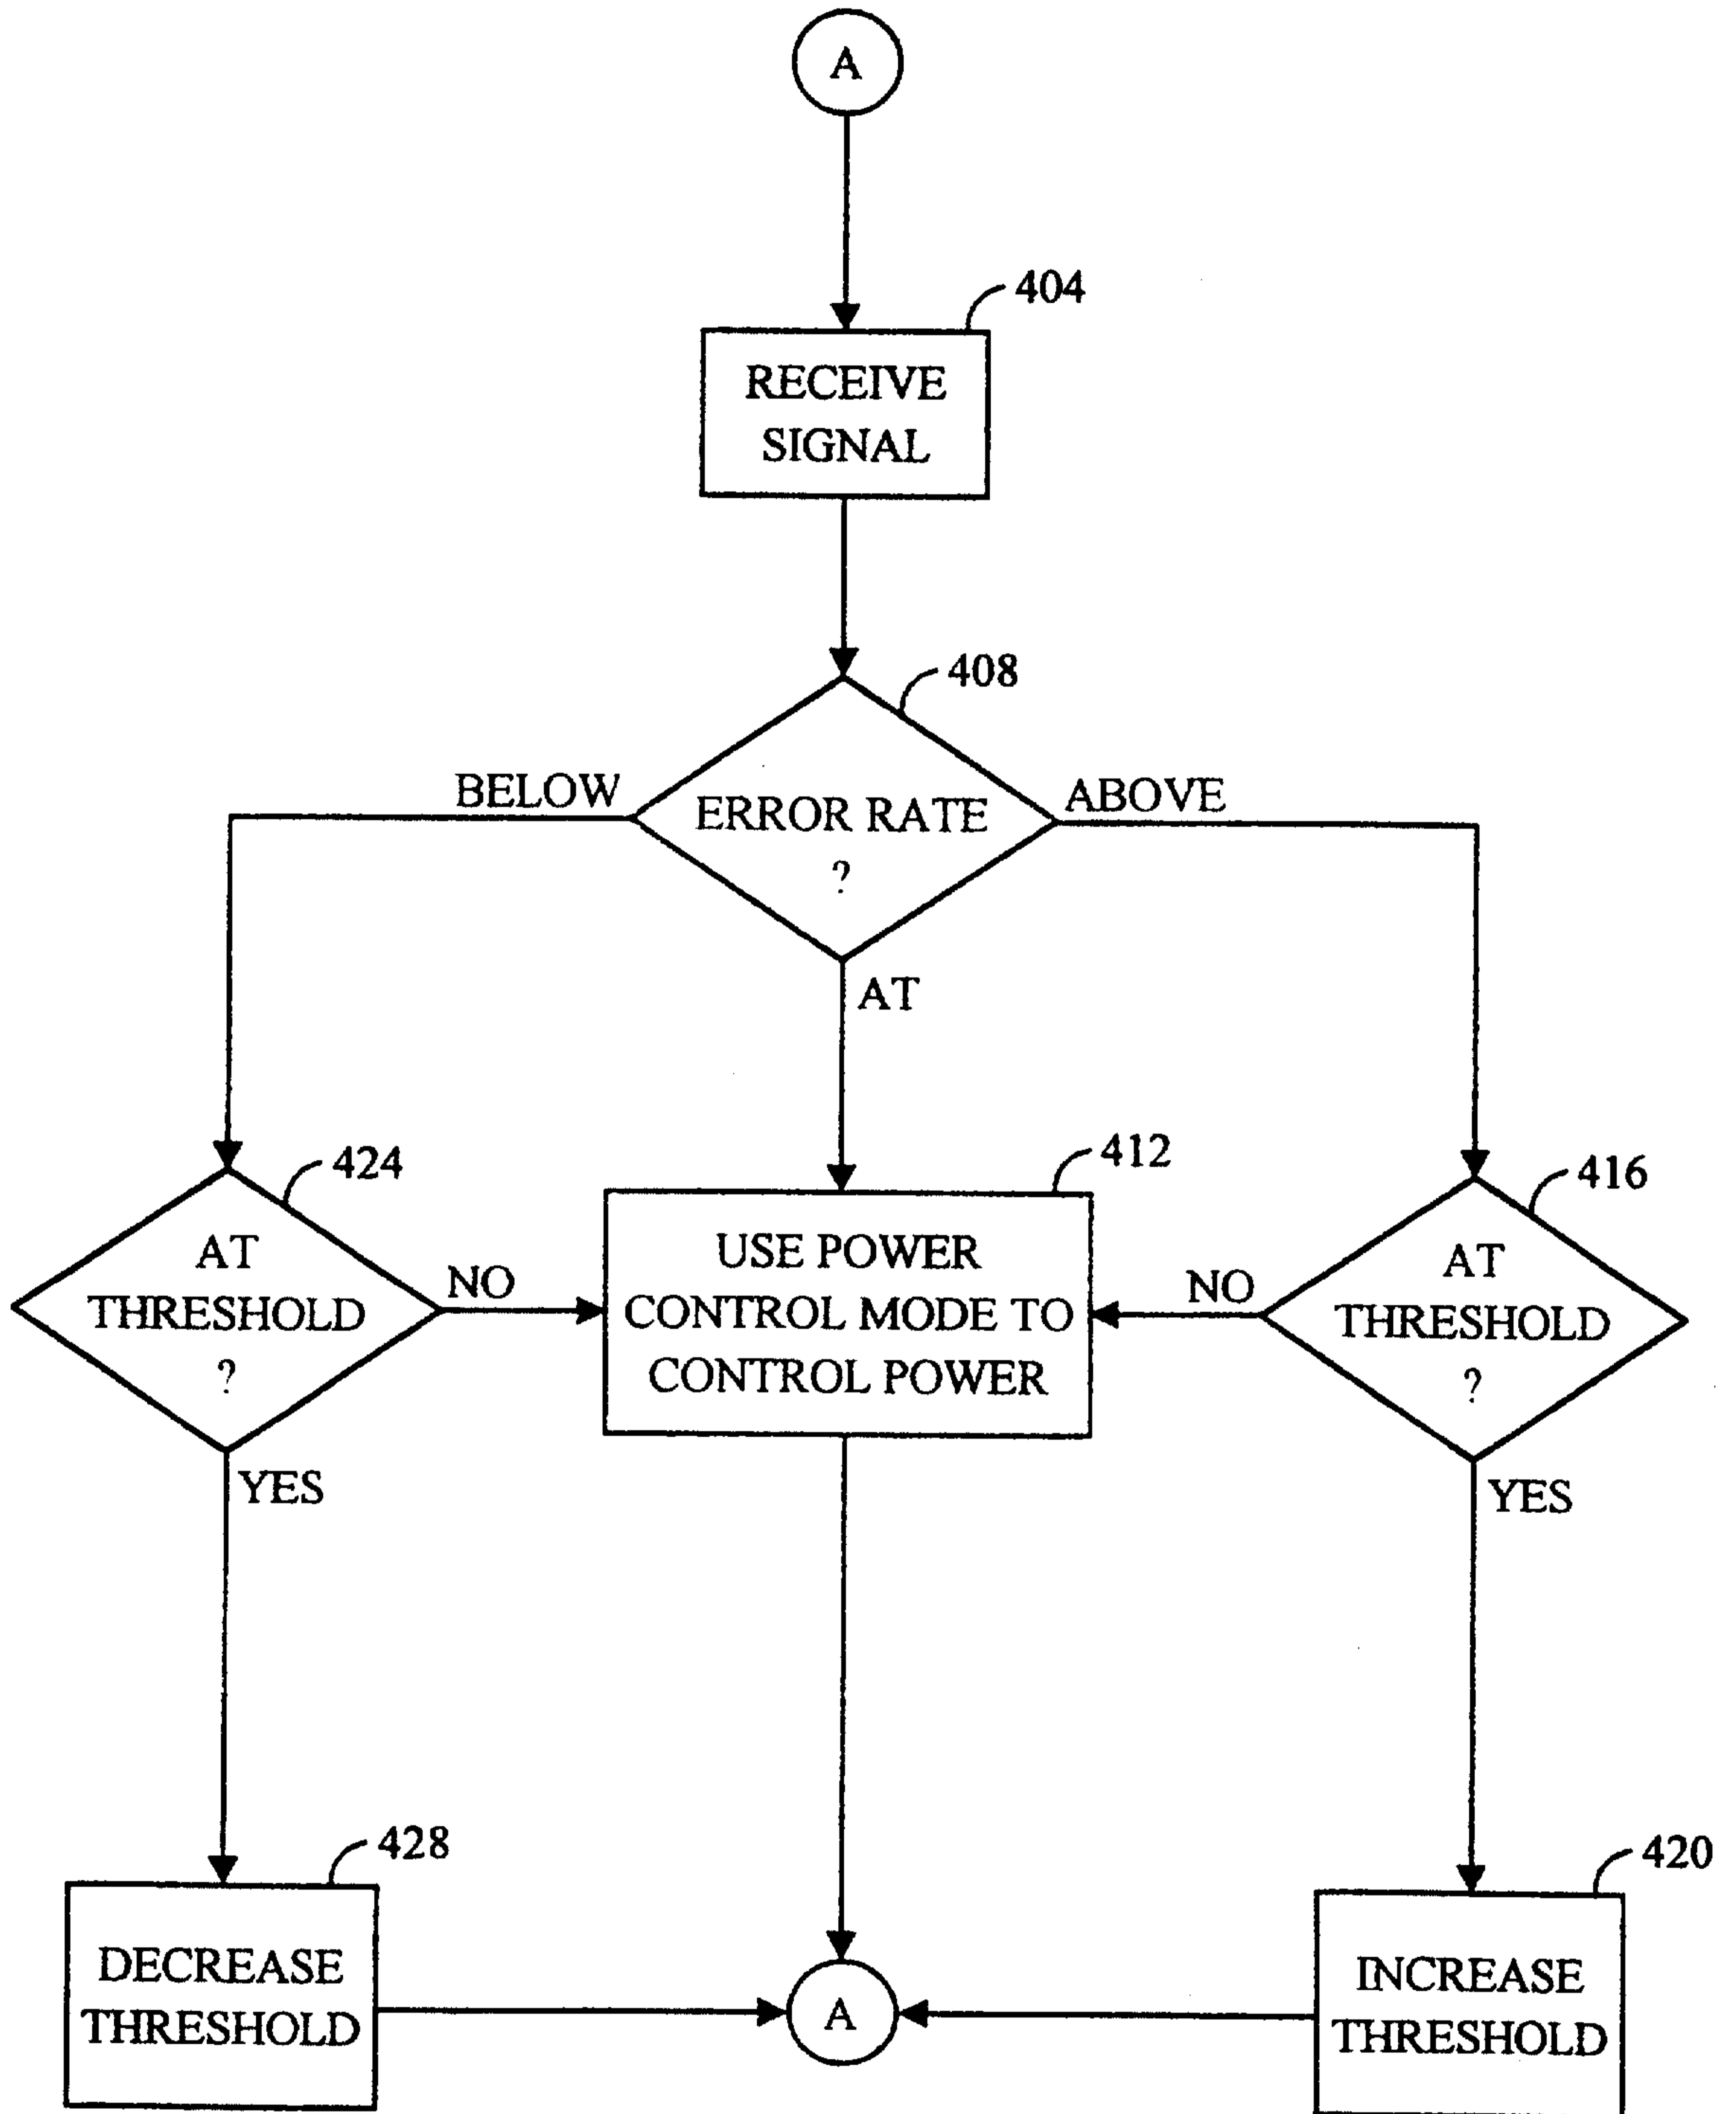 A
404
RECEIVE
SIGNAL
408
BELOW
ERROR RATE
?
ABOVE
AT
424
AT
THRESHOLD
?
NO
YES
412
USE POWER
CONTROL MODE TO
CONTROL POWER
416
NO
AT
THRESHOLD
?
YES
428
DECREASE
THRESHOLD
A
420
INCREASE
THRESHOLD